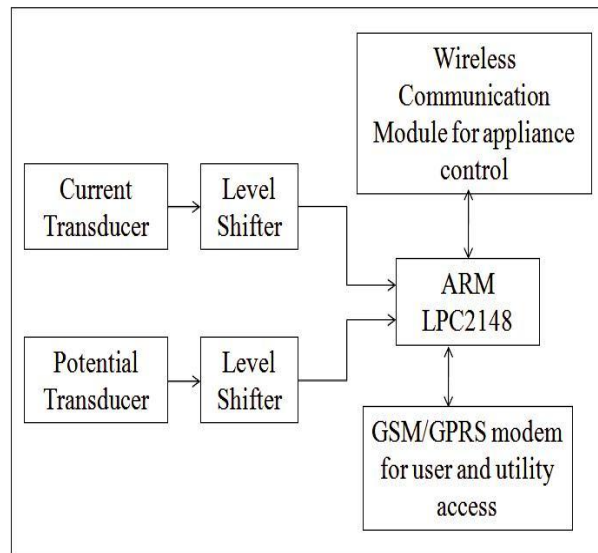 Wireless
Communication
Module for appliance
control
Current
Transducer
Level
Shifter
ARM
LPC2148
Potential
Transducer
Level
Shifter
GSM/GPRS modem
for user and utility
access